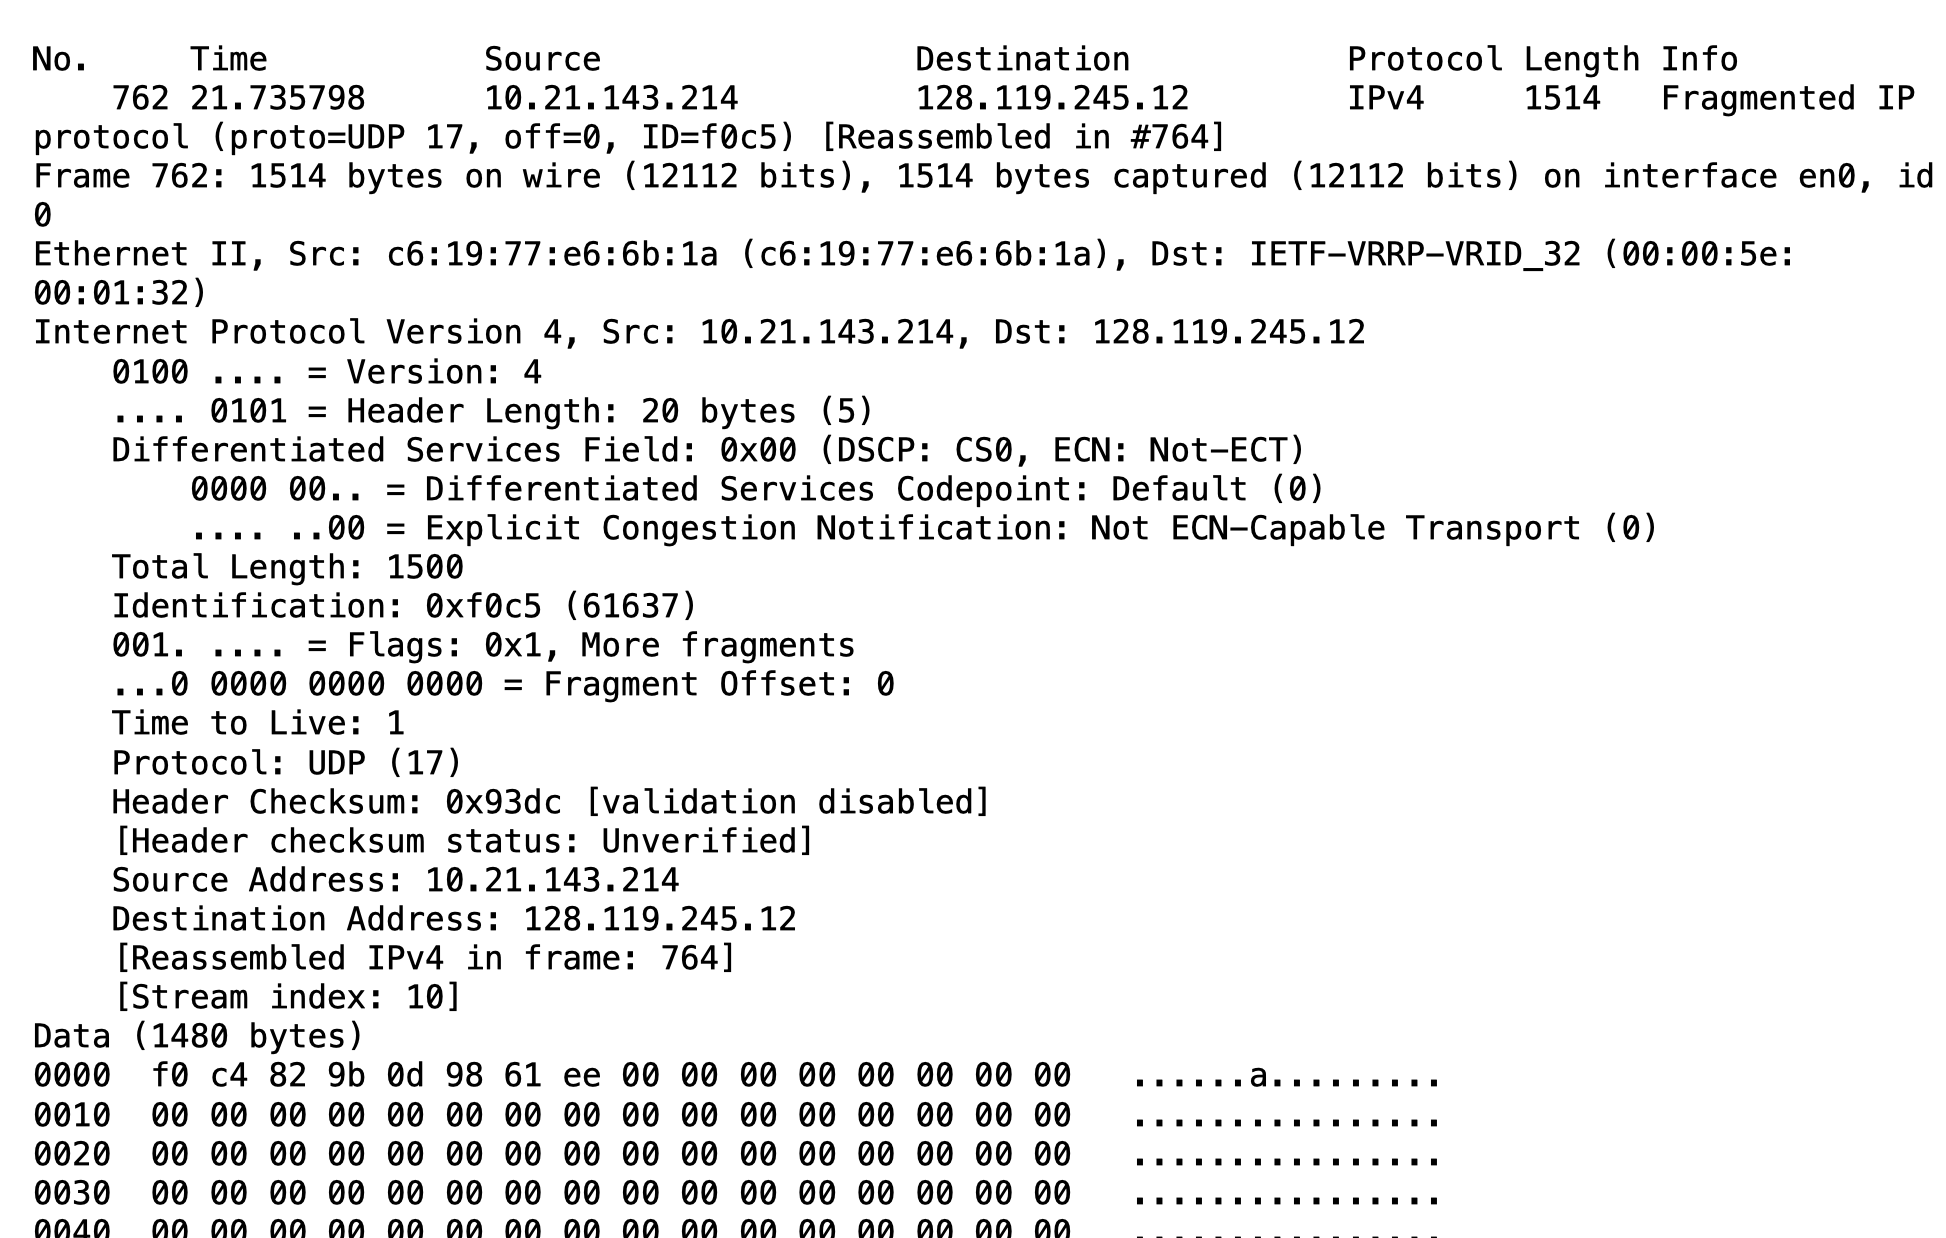 No.     Time           Source                Destination           Protocol Length Info
    762 21.735798      10.21.143.214         128.119.245.12        IPv4     1514   Fragmented IP
protocol (proto=UDP 17, off=0, ID=f0c5) [Reassembled in #764]
Frame 762: 1514 bytes on wire (12112 bits), 1514 bytes captured (12112 bits) on interface en0, id
0
Ethernet II, Src: c6:19:77:e6:6b:1a (c6:19:77:e6:6b:1a), Dst: IETF-VRRP-VRID_32 (00:00:5e:
00:01:32)
Internet Protocol Version 4, Src: 10.21.143.214, Dst: 128.119.245.12
    0100 .... = Version: 4
    .... 0101 = Header Length: 20 bytes (5)
    Differentiated Services Field: 0x00 (DSCP: CS0, ECN: Not-ECT)
        0000 00.. = Differentiated Services Codepoint: Default (0)
        .... ..00 = Explicit Congestion Notification: Not ECN-Capable Transport (0)
    Total Length: 1500
    Identification: 0xf0c5 (61637)
    001. .... = Flags: 0x1, More fragments
    ...0 0000 0000 0000 = Fragment Offset: 0
    Time to Live: 1
    Protocol: UDP (17)
    Header Checksum: 0x93dc [validation disabled]
    [Header checksum status: Unverified]
    Source Address: 10.21.143.214
    Destination Address: 128.119.245.12
    [Reassembled IPv4 in frame: 764]
    [Stream index: 10]
Data (1480 bytes)
0000  f0 c4 82 9b 0d 98 61 ee 00 00 00 00 00 00 00 00   ......a.........
0010  00 00 00 00 00 00 00 00 00 00 00 00 00 00 00 00   ................
0020  00 00 00 00 00 00 00 00 00 00 00 00 00 00 00 00   ................
0030  00 00 00 00 00 00 00 00 00 00 00 00 00 00 00 00   ................
0040  00 00 00 00 00 00 00 00 00 00 00 00 00 00 00 00   ................